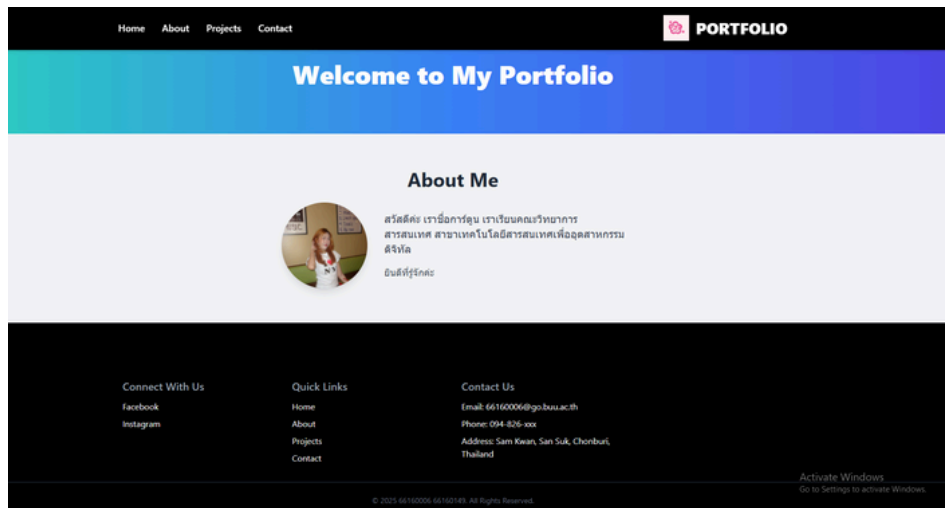 Home About Projects Contact
PORTFOLIO
Welcome to My Portfolio
About Me
สวัสดีค่ะ เราชื่อการ์ตูน เราเรียนคณะวิทยาการ
สารสนเทศ สาขาเทคโนโลยีสารสนเทศเพื่ออุตสาหกรรม
ดิจิทัล
ยินดีที่รู้จักค่ะ
Connect With Us
Facebook
Instagram
Quick Links
Home
About
Projects
Contact
Contact Us
Email: 66160006@go.buu.ac.th
Phone: 094-826-xxx
Address: Sam Kwan, San Suk, Chonburi,
Thailand
Activate Windows
Go to Settings to activate Windows.
© 2025 66160006 66160149. All Rights Reserved.